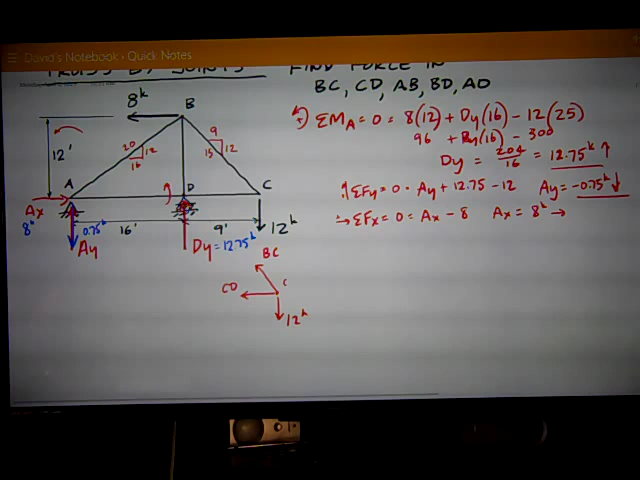 David's Notebook › Quick Notes
TRUSS BY JOINTS FIND FORCE IN
BC, CD, AB, BD, AD
8k
B
12'
20
12
16
9
15
12
A
D
C
Ax
8k
0.75k
Ay
16'
9'
Dy = 12.75k
12k
BC
CD
C
12k
+) ΣMA = 0 = 8(12) + Dy(16) - 12(25)
96 + Dy(16) - 300
Dy = 204/16 = 12.75k ↑
↑ΣFy = 0 = Ay + 12.75 - 12 Ay = -0.75k ↓
→ΣFx = 0 = Ax - 8 Ax = 8k →